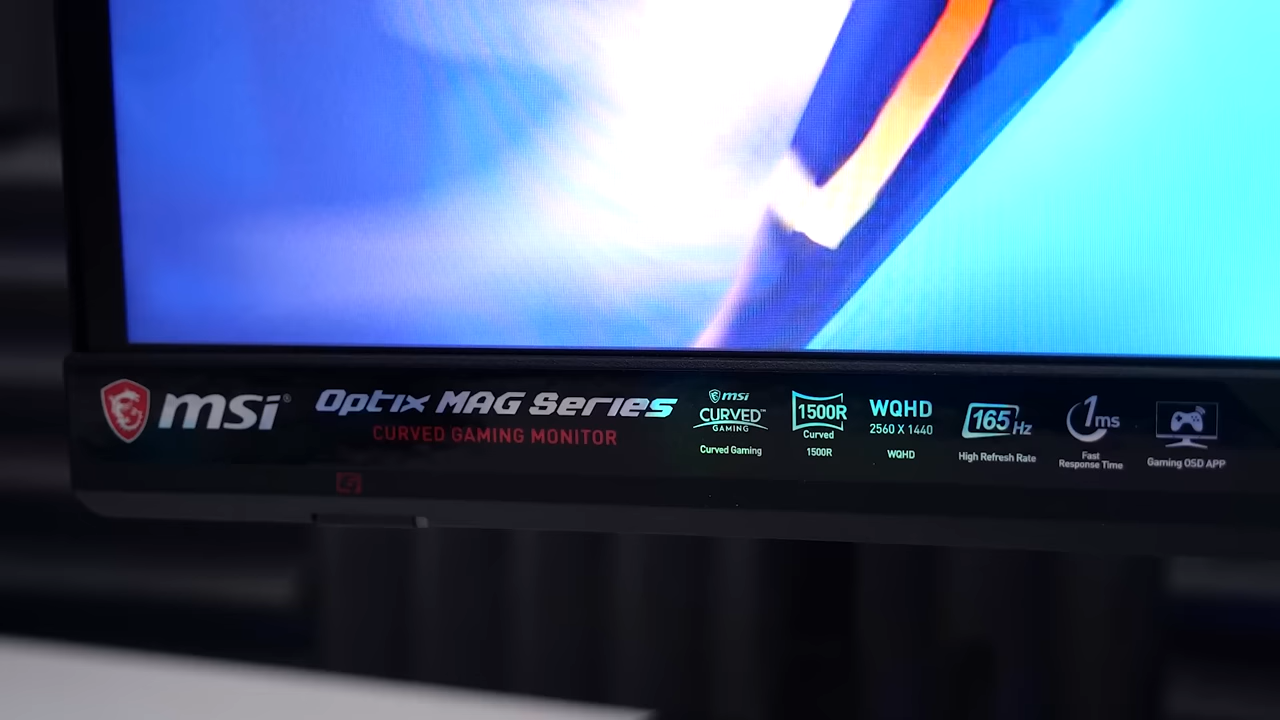 msi
Optix MAG Series
CURVED GAMING MONITOR
msi
CURVED™
GAMING
Curved Gaming
1500R
Curved
1500R
WQHD
2560 X 1440
WQHD
165Hz
High Refresh Rate
1ms
Fast
Response Time
Gaming OSD APP